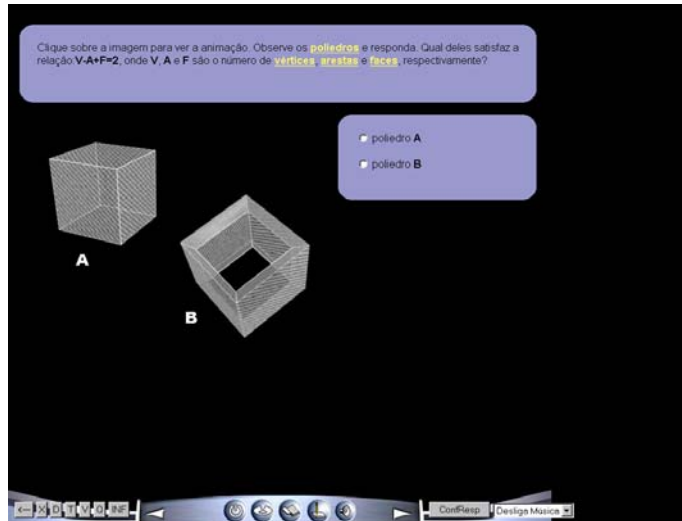 Clique sobre a imagem para ver a animação. Observe os poliedros e responda. Qual deles satisfaz a
relação:V-A+F=2, onde V, A e F são o número de vértices, arestas e faces, respectivamente?
poliedro A
poliedro B
A
B
X D T V O INF
ConfResp
Desliga Música